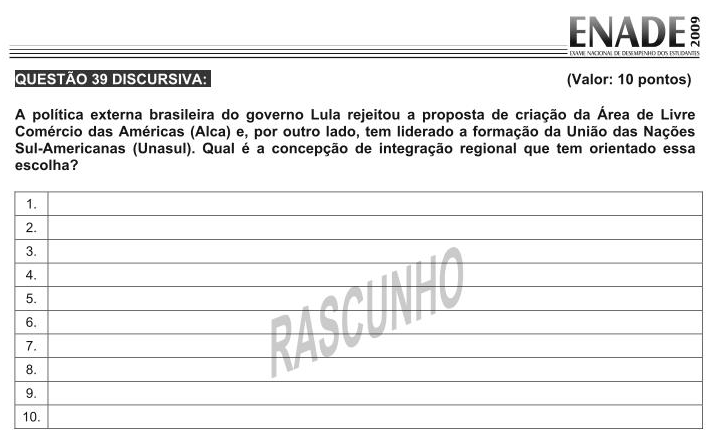 ENADE 2009
EXAME NACIONAL DE DESEMPENHO DOS ESTUDANTES
QUESTÃO 39 DISCURSIVA: (Valor: 10 pontos)
A política externa brasileira do governo Lula rejeitou a proposta de criação da Área de Livre
Comércio das Américas (Alca) e, por outro lado, tem liderado a formação da União das Nações
Sul-Americanas (Unasul). Qual é a concepção de integração regional que tem orientado essa
escolha?
1.
2.
3.
4.
5.
6.
7.
8.
9.
10.
RASCUNHO